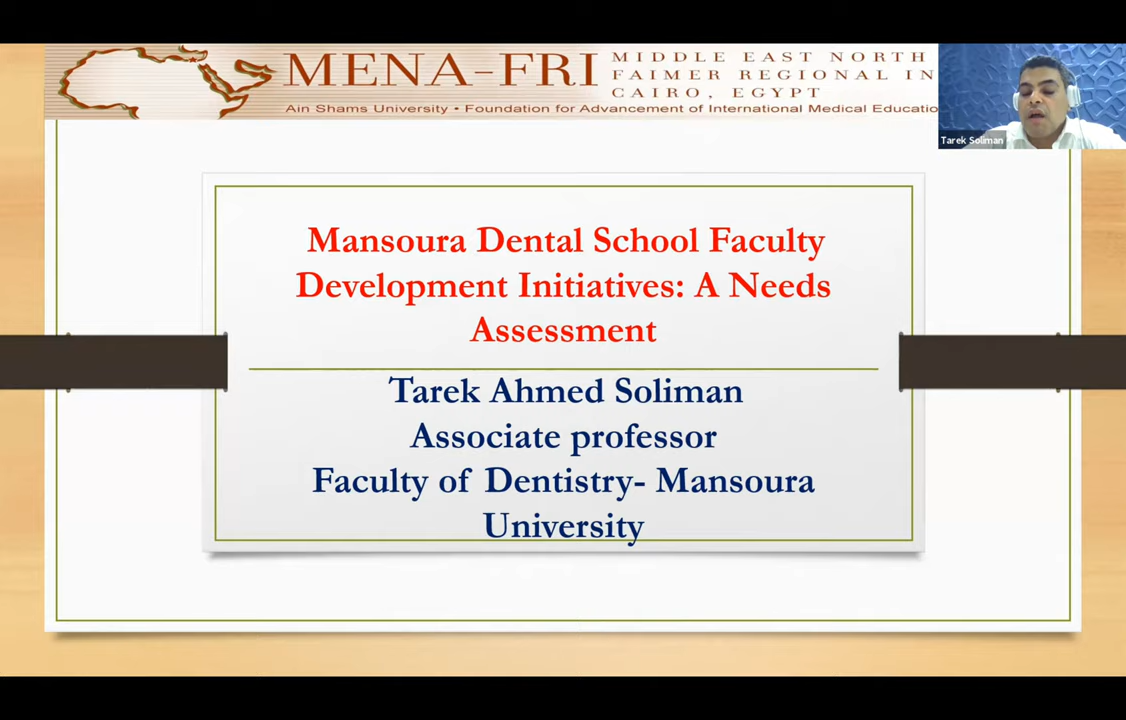 MENA-FRI
MIDDLE EAST NORTH
FAIMER REGIONAL IN
CAIRO, EGYPT
Ain Shams University • Foundation for Advancement of International Medical Educatio
Tarek Soliman
Mansoura Dental School Faculty
Development Initiatives: A Needs
Assessment
Tarek Ahmed Soliman
Associate professor
Faculty of Dentistry- Mansoura
University